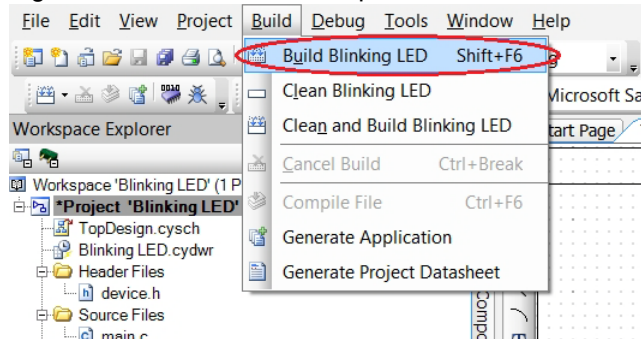 File Edit View Project Build Debug Tools Window Help
Build Blinking LED Shift+F6
Clean Blinking LED
Microsoft Sa
Workspace Explorer
Clean and Build Blinking LED
tart Page
Cancel Build Ctrl+Break
Workspace 'Blinking LED' (1 P
*Project 'Blinking LED'
Compile File Ctrl+F6
TopDesign.cysch
Blinking LED.cydwr
Generate Application
Header Files
Generate Project Datasheet
device.h
Source Files
main.c
Compo